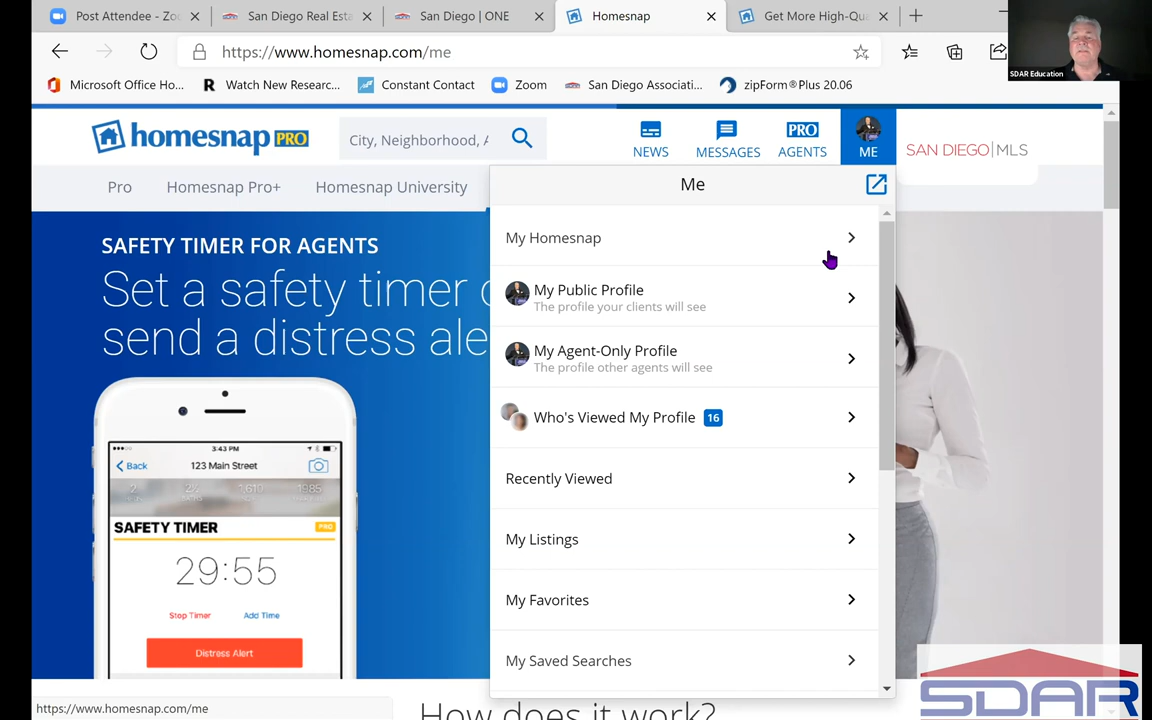 Post Attendee - Zo
San Diego Real Esta
San Diego | ONE
Homesnap
Get More High-Qu
https://www.homesnap.com/me
SDAR Education
Microsoft Office Ho...
Watch New Researc...
Constant Contact
Zoom
San Diego Associati...
zipForm®Plus 20.06
homesnap PRO
City, Neighborhood, A
NEWS
MESSAGES
PRO
AGENTS
ME
SAN DIEGO|MLS
Pro
Homesnap Pro+
Homesnap University
Me
SAFETY TIMER FOR AGENTS
Set a safety timer
send a distress ale
My Homesnap
My Public Profile
The profile your clients will see
My Agent-Only Profile
The profile other agents will see
Who's Viewed My Profile 16
Recently Viewed
My Listings
My Favorites
My Saved Searches
3:43 PM
Back
123 Main Street
SAFETY TIMER
PRO
29:55
Stop Timer
Add Time
Distress Alert
https://www.homesnap.com/me
How does it work?
SDAR